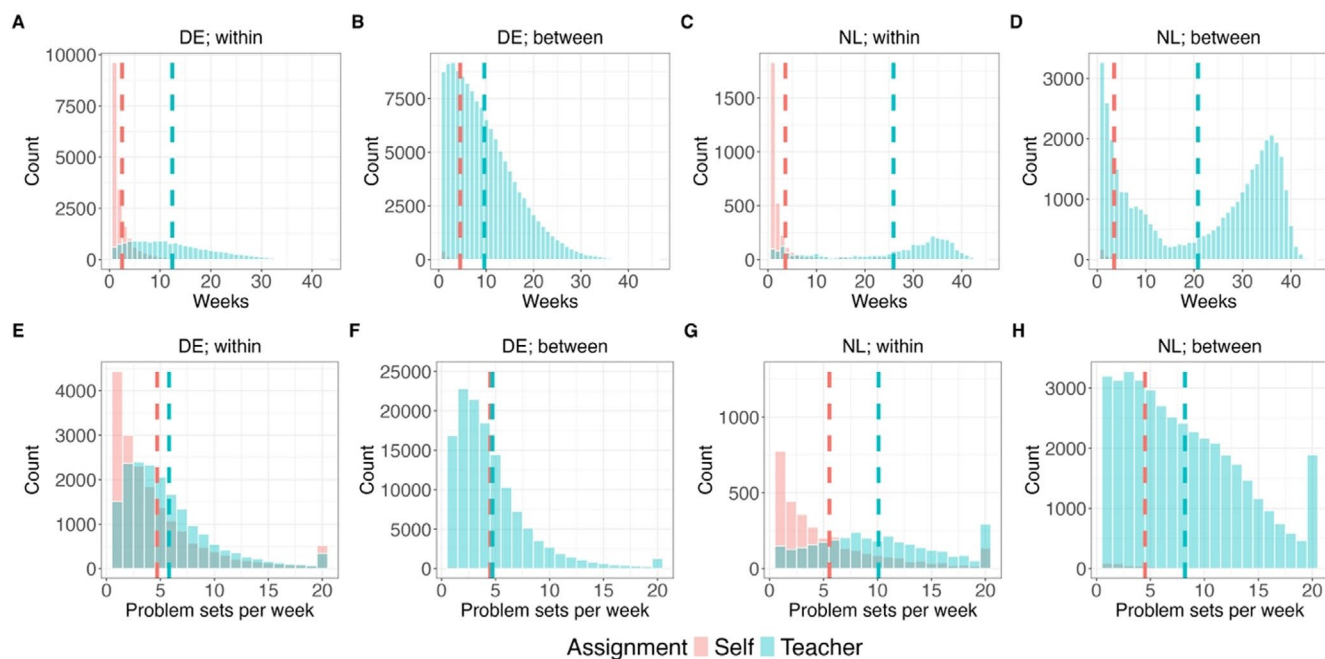 A
DE; within
10000
7500
5000
2500
0
Count
0 10 20 30 40
Weeks
B
DE; between
7500
5000
2500
0
Count
0 10 20 30 40
Weeks
C
NL; within
1500
1000
500
0
Count
0 10 20 30 40
Weeks
D
NL; between
3000
2000
1000
0
Count
0 10 20 30 40
Weeks
E
DE; within
4000
3000
2000
1000
0
Count
0 5 10 15 20
Problem sets per week
F
DE; between
25000
20000
15000
10000
5000
0
Count
0 5 10 15 20
Problem sets per week
G
NL; within
1000
500
0
Count
0 5 10 15 20
Problem sets per week
H
NL; between
3000
2000
1000
0
Count
0 5 10 15 20
Problem sets per week
Assignment Self Teacher